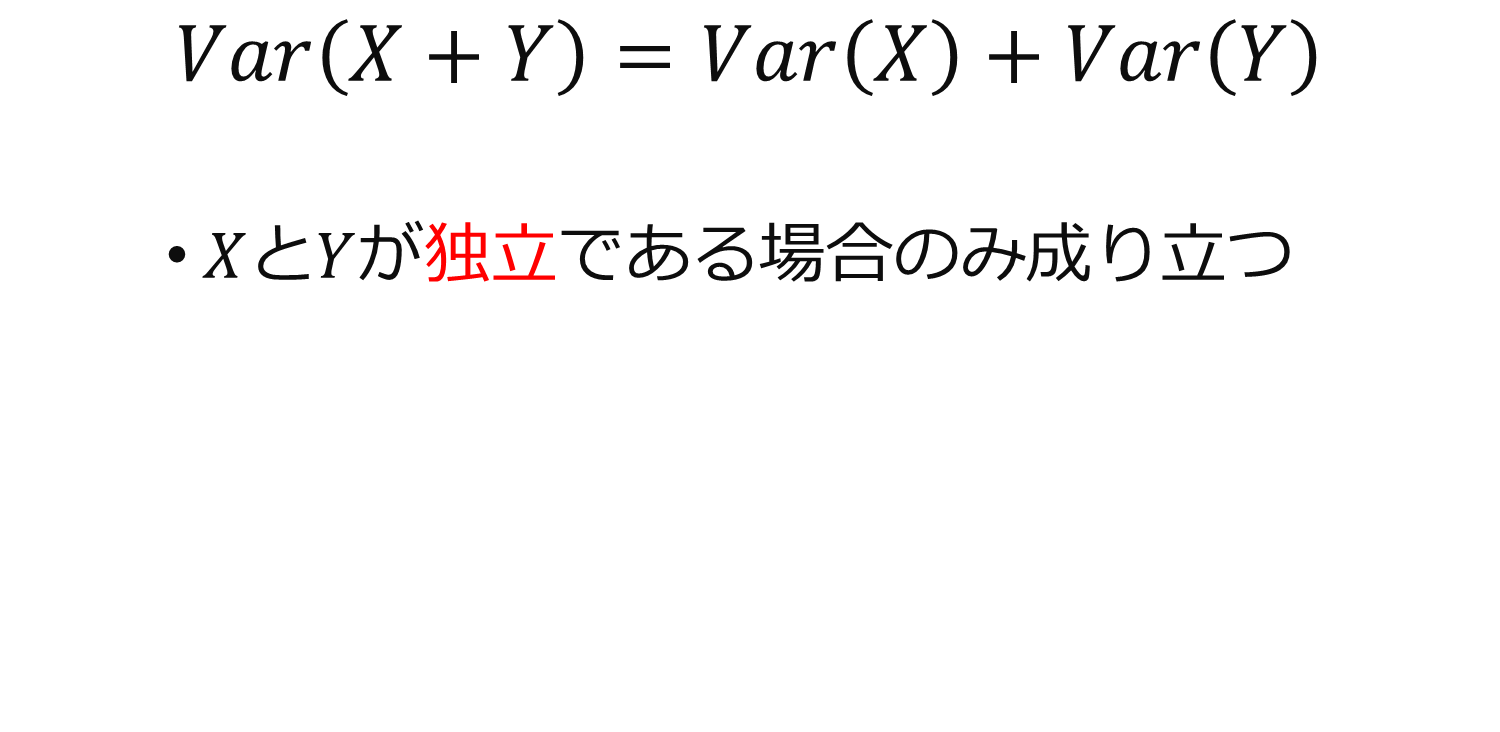 Var(X + Y) = Var(X) + Var(Y)
• XとYが独立である場合のみ成り立つ